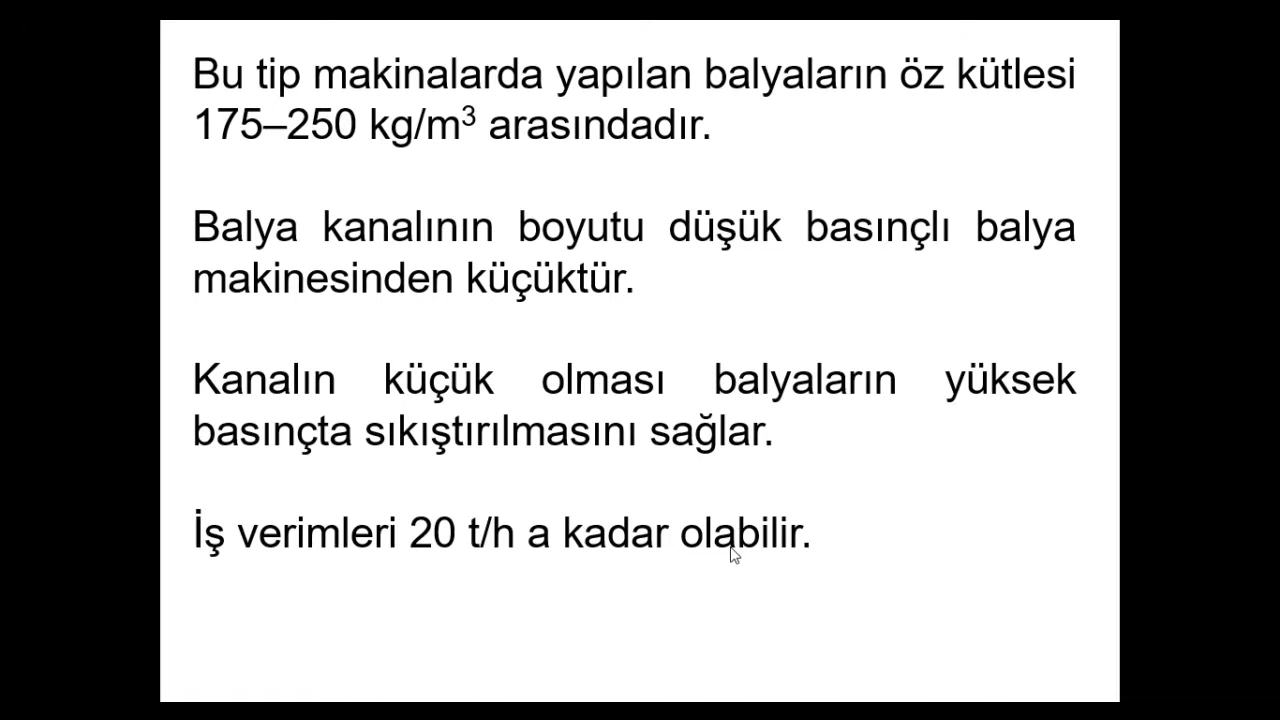 Bu tip makinalarda yapılan balyaların öz kütlesi
175–250 kg/m³ arasındadır.
Balya kanalının boyutu düşük basınçlı balya
makinesinden küçüktür.
Kanalın küçük olması balyaların yüksek
basınçta sıkıştırılmasını sağlar.
İş verimleri 20 t/h a kadar olabilir.